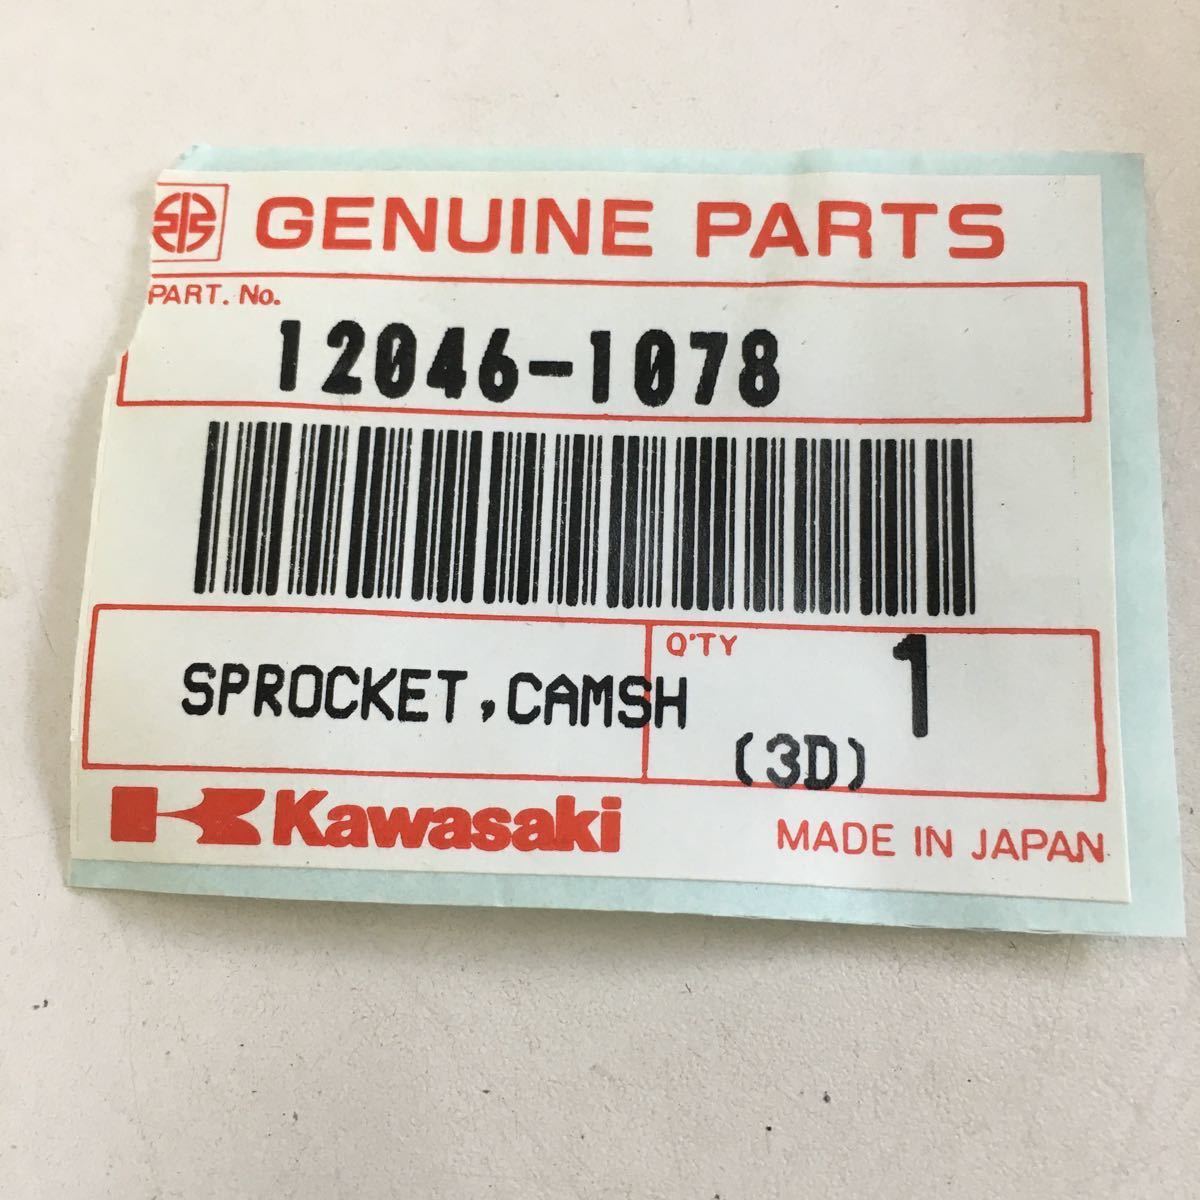 GENUINE PARTS
PART. No.
12046-1078
SPROCKET,CAMSH
Q'TY
1
(3D)
Kawasaki
MADE IN JAPAN